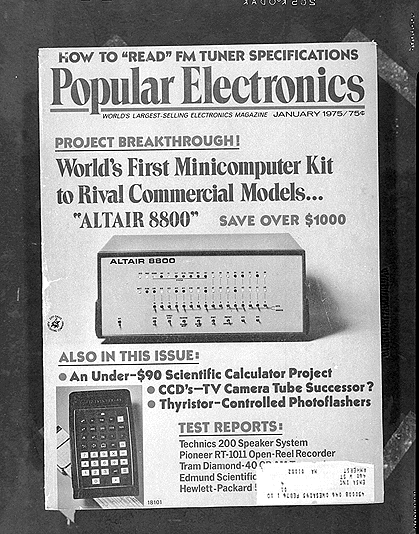 HOW TO "READ" FM TUNER SPECIFICATIONS
Popular Electronics
WORLD'S LARGEST-SELLING ELECTRONICS MAGAZINE JANUARY 1975/75¢
PROJECT BREAKTHROUGH!
World's First Minicomputer Kit
to Rival Commercial Models...
"ALTAIR 8800" SAVE OVER $1000
ALTAIR 8800
ALSO IN THIS ISSUE:
● An Under-$90 Scientific Calculator Project
● CCD's—TV Camera Tube Successor?
● Thyristor-Controlled Photoflashers
TEST REPORTS:
Technics 200 Speaker System
Pioneer RT-1011 Open-Reel Recorder
Tram Diamond-40
Edmund Scientific
Hewlett-Packard
18101